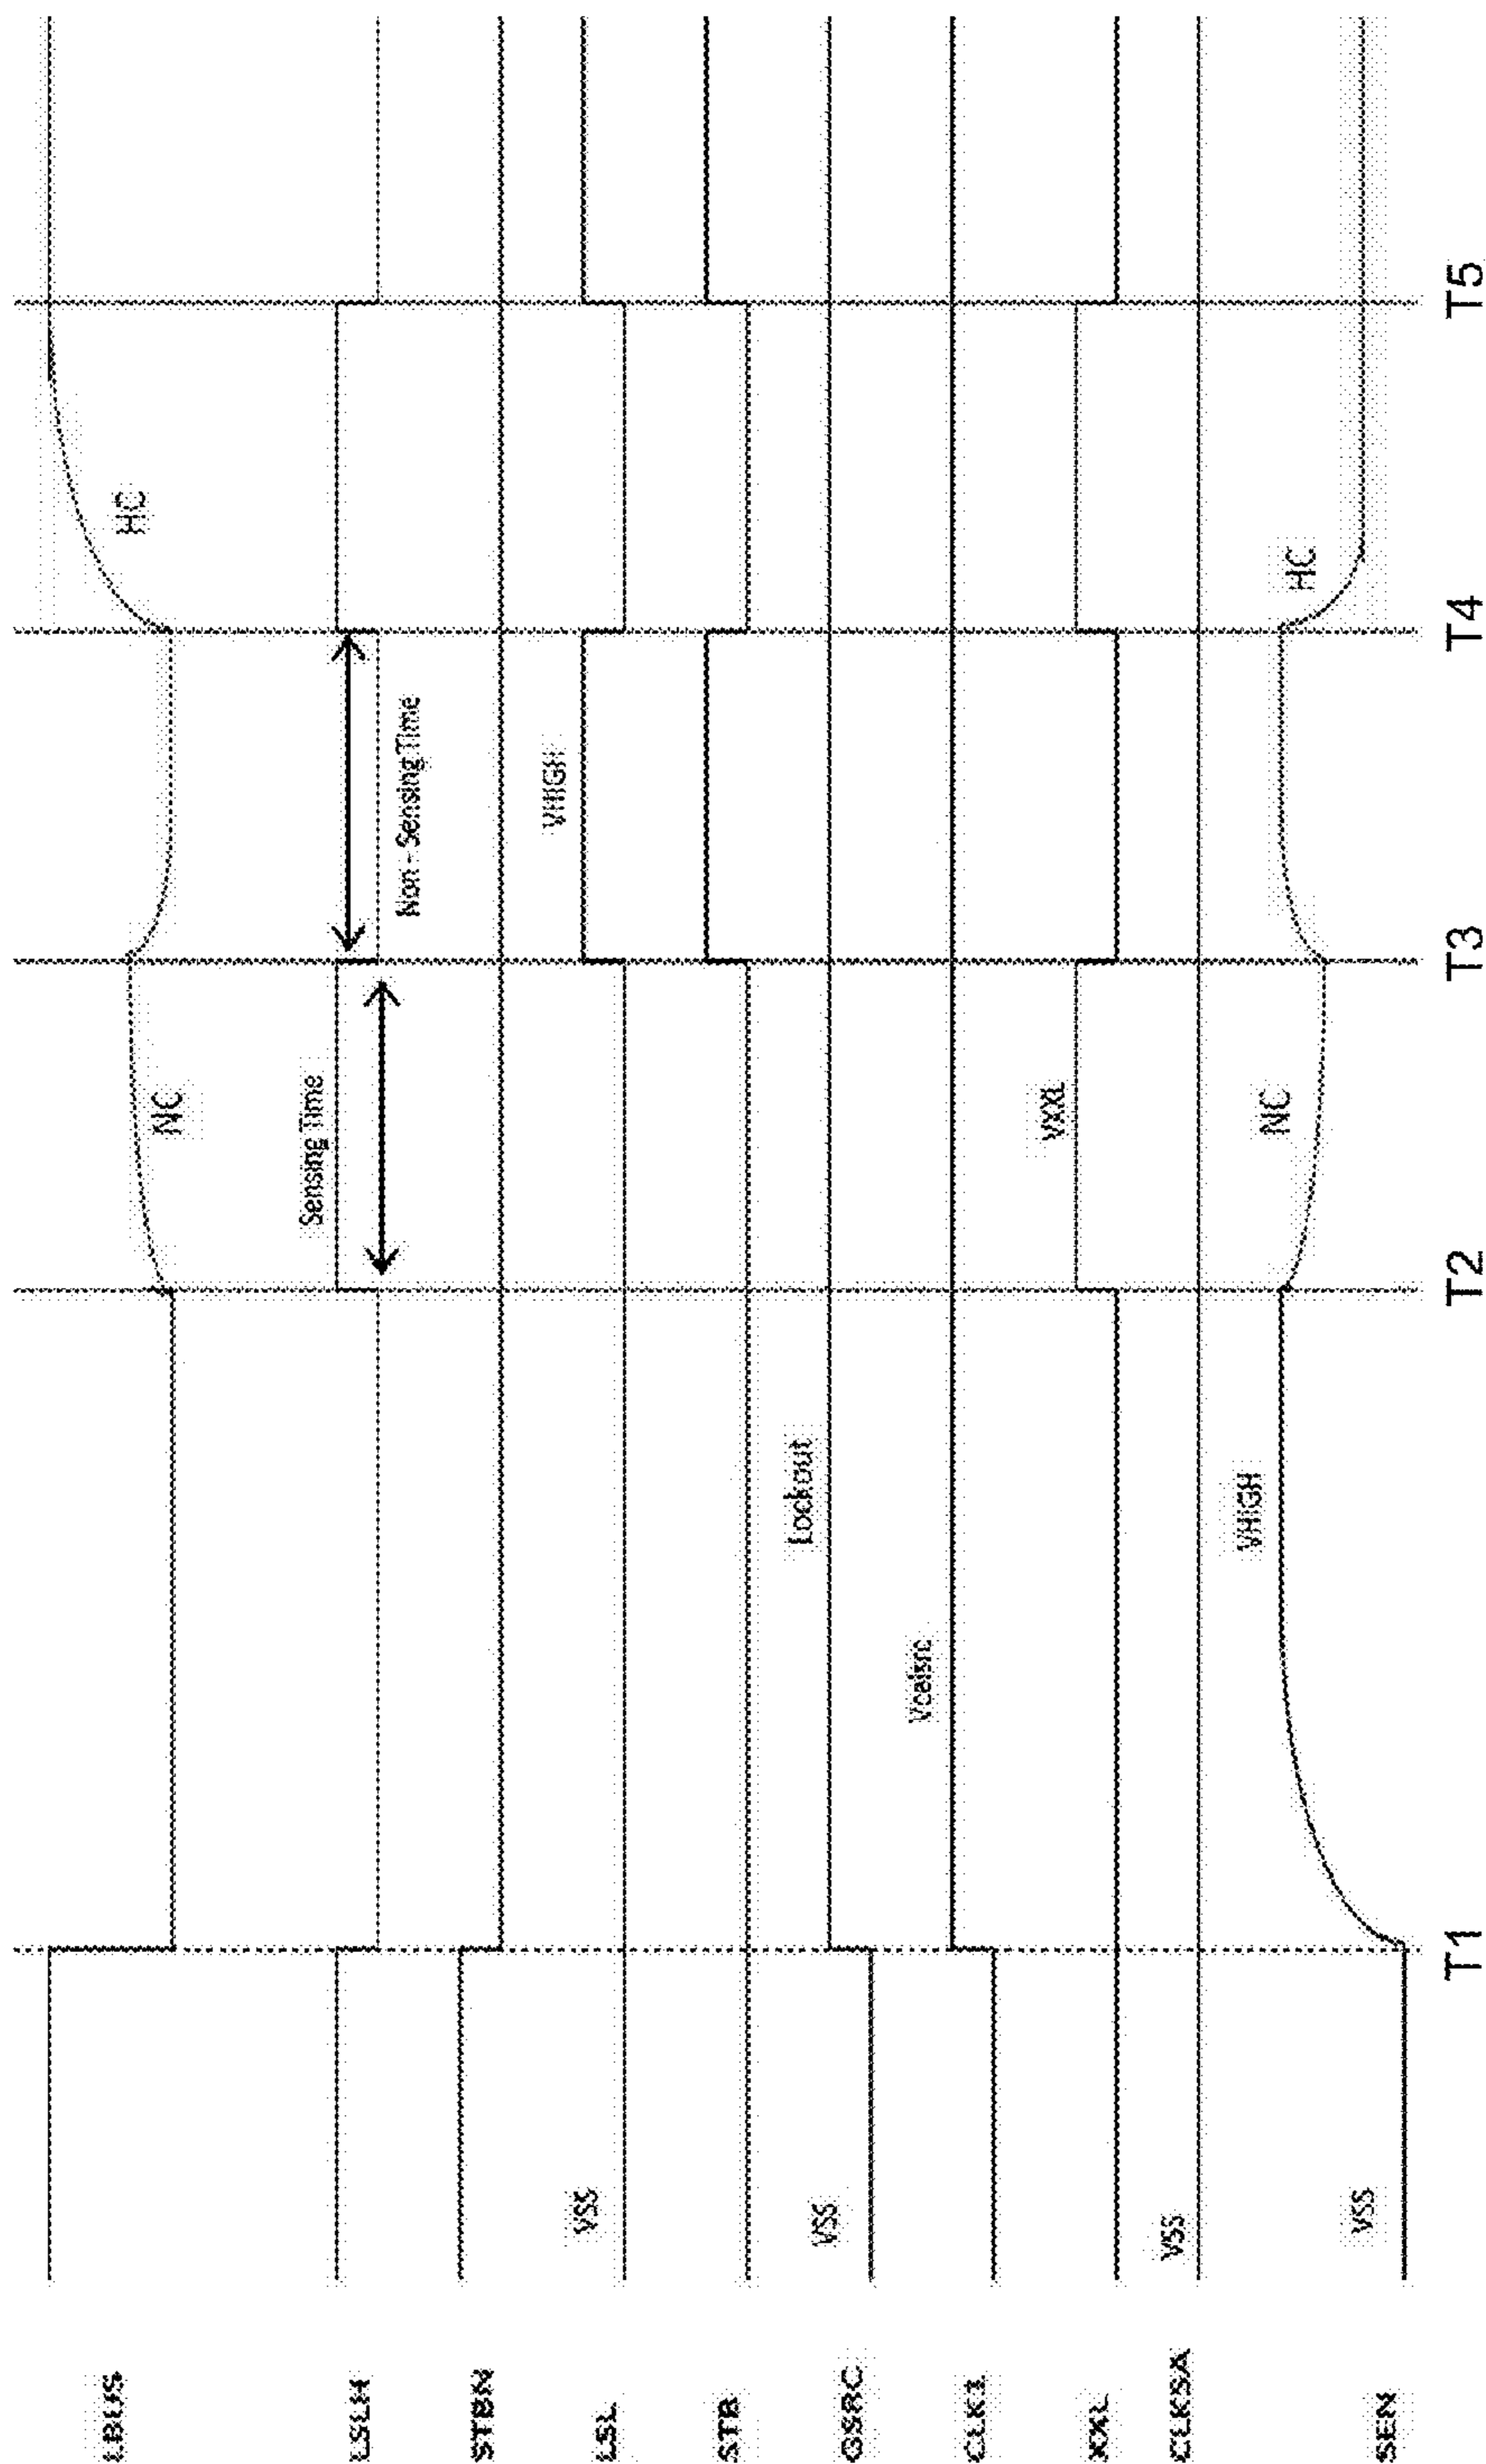 LBUS
NC
HC
LSLH
Sensing Time
Non - Sensing Time
STBN
LSL
VSS
VHIGH
STB
GSRC
VSS
Lockout
CLK1
Vcelsrc
XXL
VXXL
CLKSA
VSS
SEN
VSS
VHIGH
NC
HC
T1
T2
T3
T4
T5